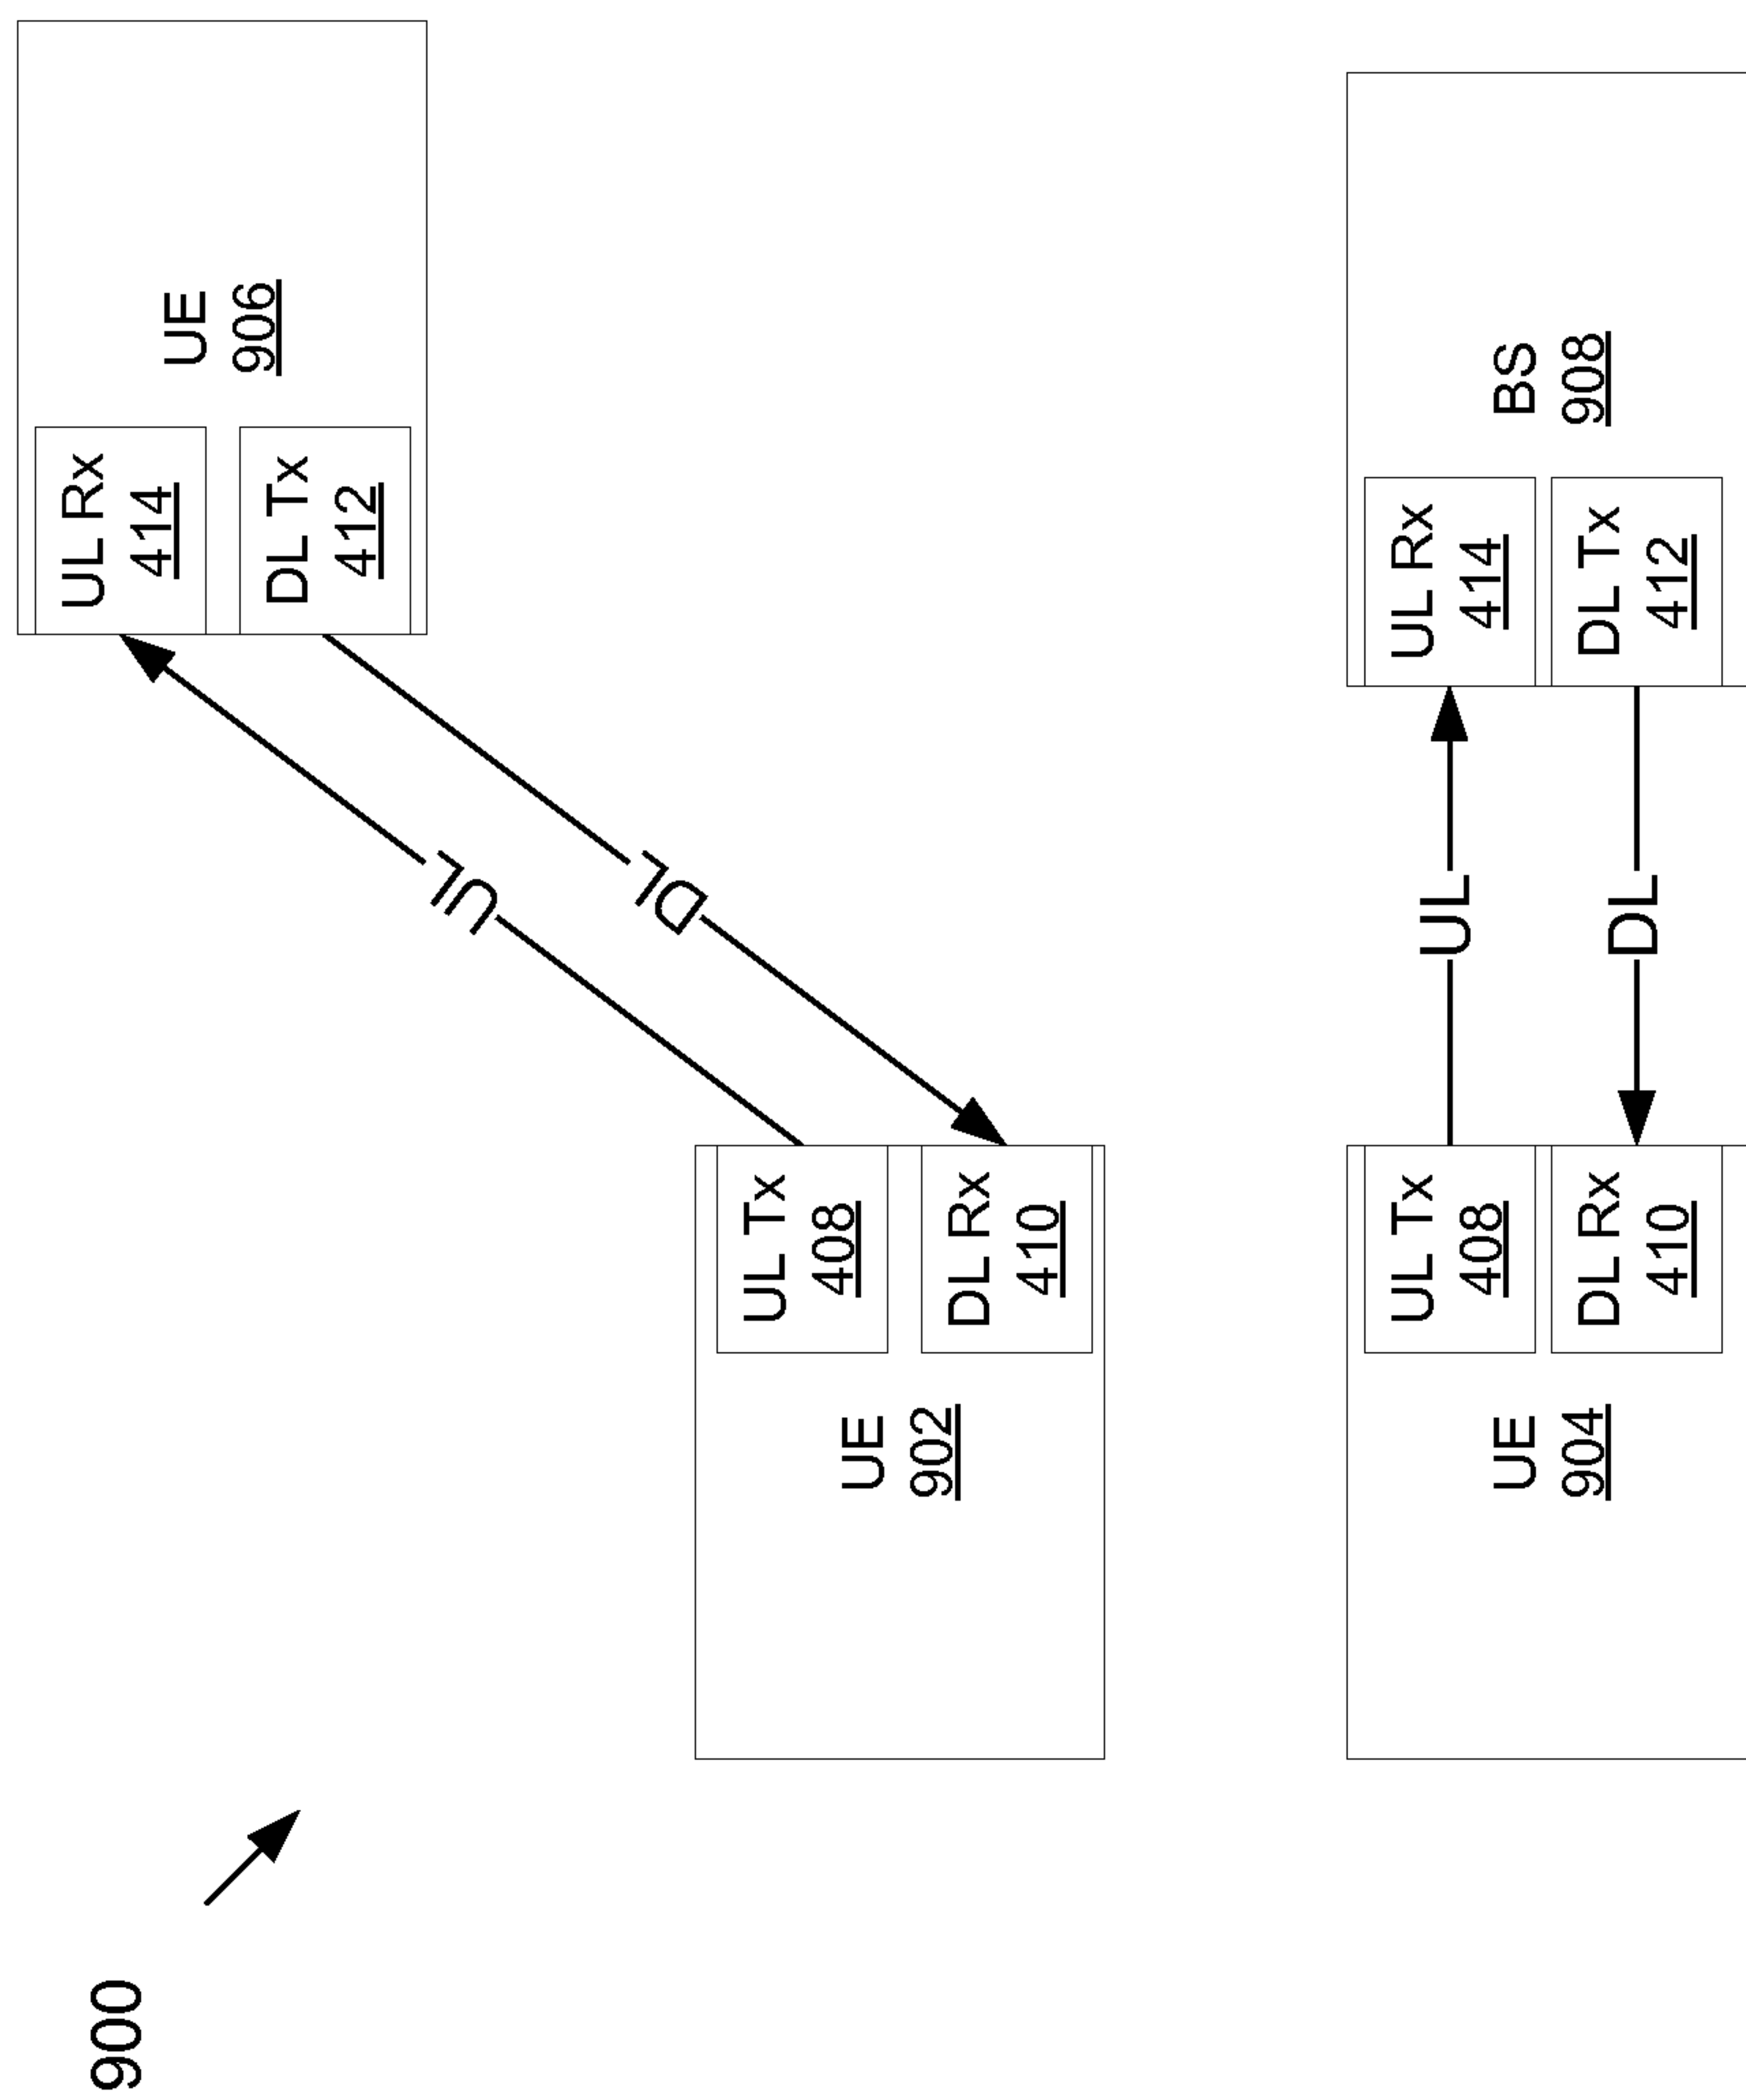 900
UL Rx
414
DL Tx
412
UE
906
UL
DL
UE
902
UL Tx
408
DL Rx
410
UE
904
UL Tx
408
DL Rx
410
UL
DL
UL Rx
414
DL Tx
412
BS
908